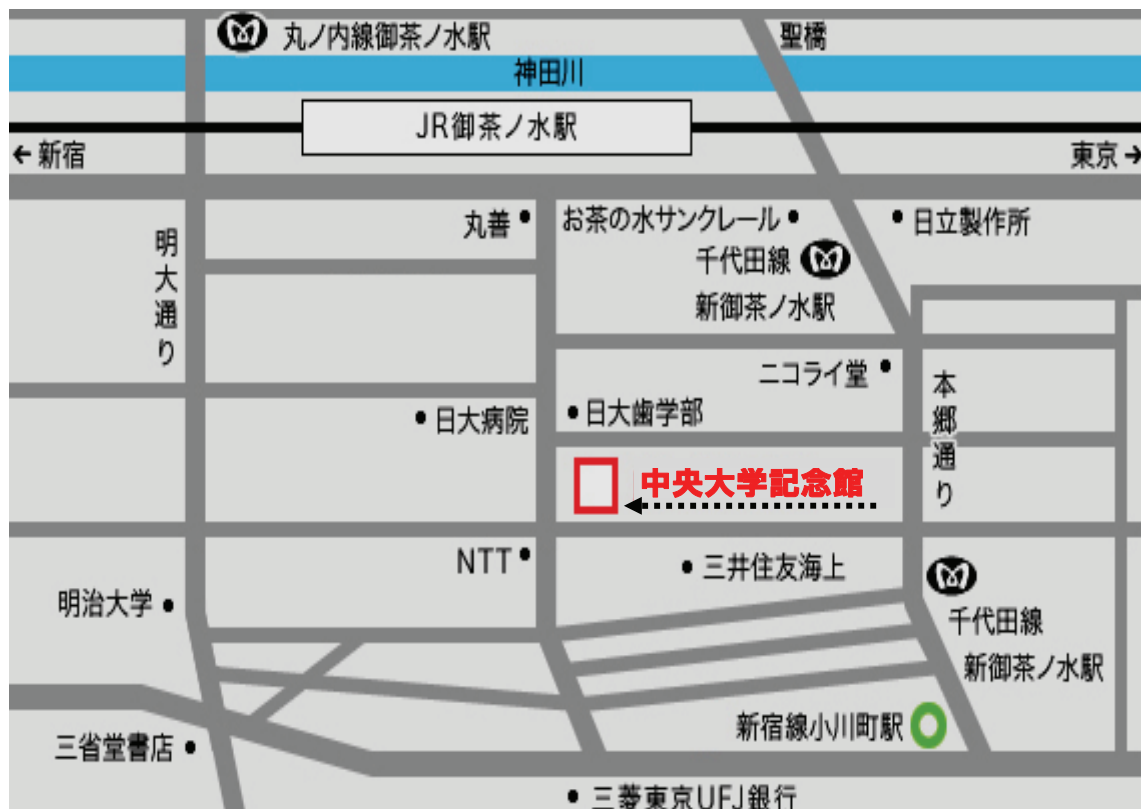 丸ノ内線御茶ノ水駅
聖橋
神田川
JR御茶ノ水駅
←新宿
東京→
丸善
お茶の水サンクレール
日立製作所
明大通り
千代田線
新御茶ノ水駅
ニコライ堂
本郷通り
日大病院
日大歯学部
中央大学記念館
NTT
三井住友海上
明治大学
千代田線
新御茶ノ水駅
新宿線小川町駅
三省堂書店
三菱東京UFJ銀行